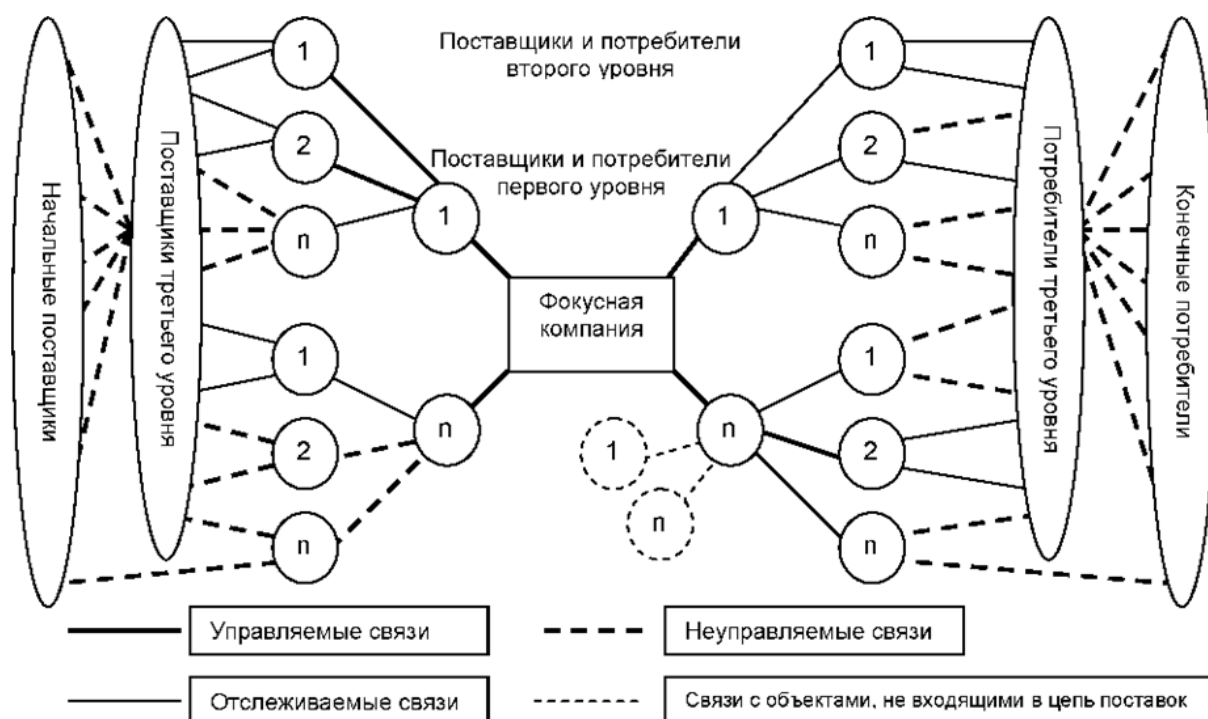 Поставщики и потребители
второго уровня
Поставщики и потребители
первого уровня
Начальные поставщики
Поставщики третьего уровня
1
2
n
1
2
n
1
n
Фокусная
компания
1
n
1
n
1
2
n
1
2
n
Потребители третьего уровня
Конечные потребители
Управляемые связи
Неуправляемые связи
Отслеживаемые связи
Связи с объектами, не входящими в цепь поставок